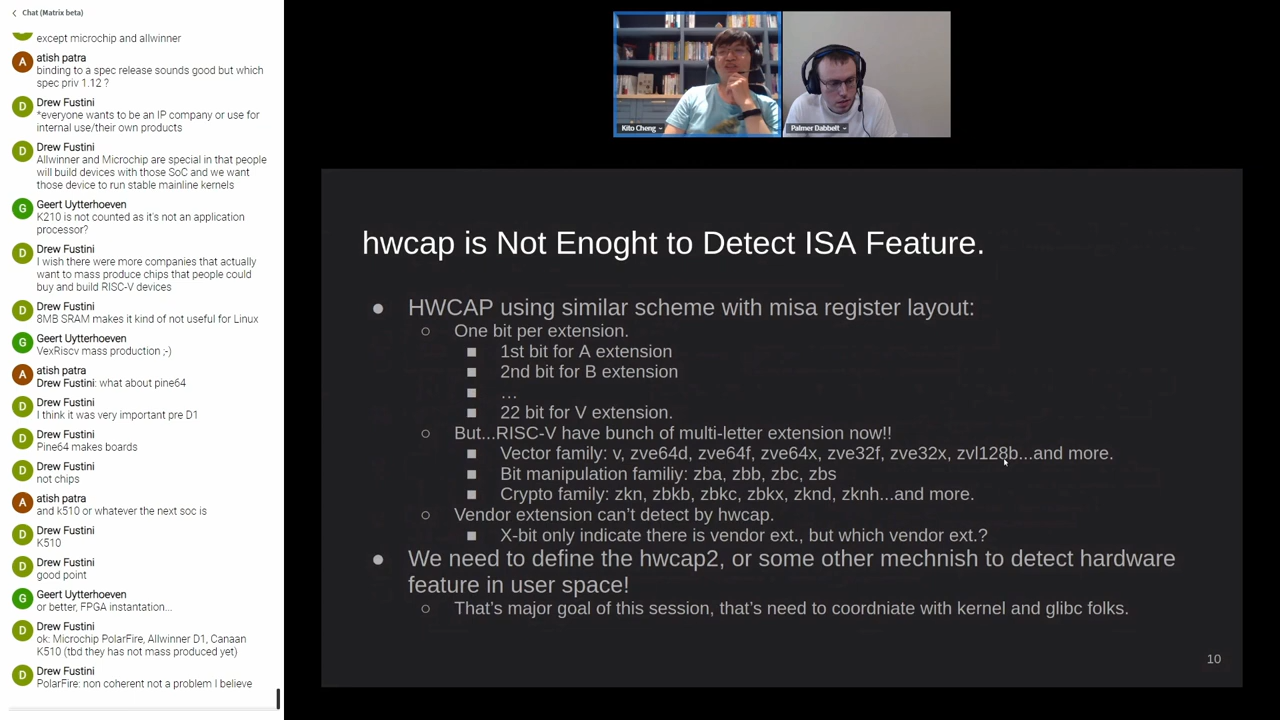 Chat (Matrix beta)
except microchip and allwinner
A
atish patra
binding to a spec release sounds good but which
spec priv 1.12 ?
D
Drew Fustini
*everyone wants to be an IP company or use for
internal use/their own products
D
Drew Fustini
Allwinner and Microchip are special in that people
will build devices with those SoC and we want
those device to run stable mainline kernels
G
Geert Uytterhoeven
K210 is not counted as it's not an application
processor?
D
Drew Fustini
I wish there were more companies that actually
want to mass produce chips that people could
buy and build RISC-V devices
D
Drew Fustini
8MB SRAM makes it kind of not useful for Linux
G
Geert Uytterhoeven
VexRiscv mass production ;-)
A
atish patra
Drew Fustini: what about pine64
D
Drew Fustini
I think it was very important pre D1
D
Drew Fustini
Pine64 makes boards
D
Drew Fustini
not chips
A
atish patra
and k510 or whatever the next soc is
D
Drew Fustini
K510
D
Drew Fustini
good point
G
Geert Uytterhoeven
or better, FPGA instantation...
D
Drew Fustini
ok: Microchip PolarFire, Allwinner D1, Canaan
K510 (tbd they has not mass produced yet)
D
Drew Fustini
PolarFire: non coherent not a problem I believe
Kito Cheng
Palmer Dabbelt
hwcap is Not Enoght to Detect ISA Feature.
● HWCAP using similar scheme with misa register layout:
○ One bit per extension.
■ 1st bit for A extension
■ 2nd bit for B extension
■ …
■ 22 bit for V extension.
○ But...RISC-V have bunch of multi-letter extension now!!
■ Vector family: v, zve64d, zve64f, zve64x, zve32f, zve32x, zvl128b...and more.
■ Bit manipulation familiy: zba, zbb, zbc, zbs
■ Crypto family: zkn, zbkb, zbkc, zbkx, zknd, zknh...and more.
○ Vendor extension can't detect by hwcap.
■ X-bit only indicate there is vendor ext., but which vendor ext.?
● We need to define the hwcap2, or some other mechnish to detect hardware
feature in user space!
○ That's major goal of this session, that's need to coordniate with kernel and glibc folks.
10